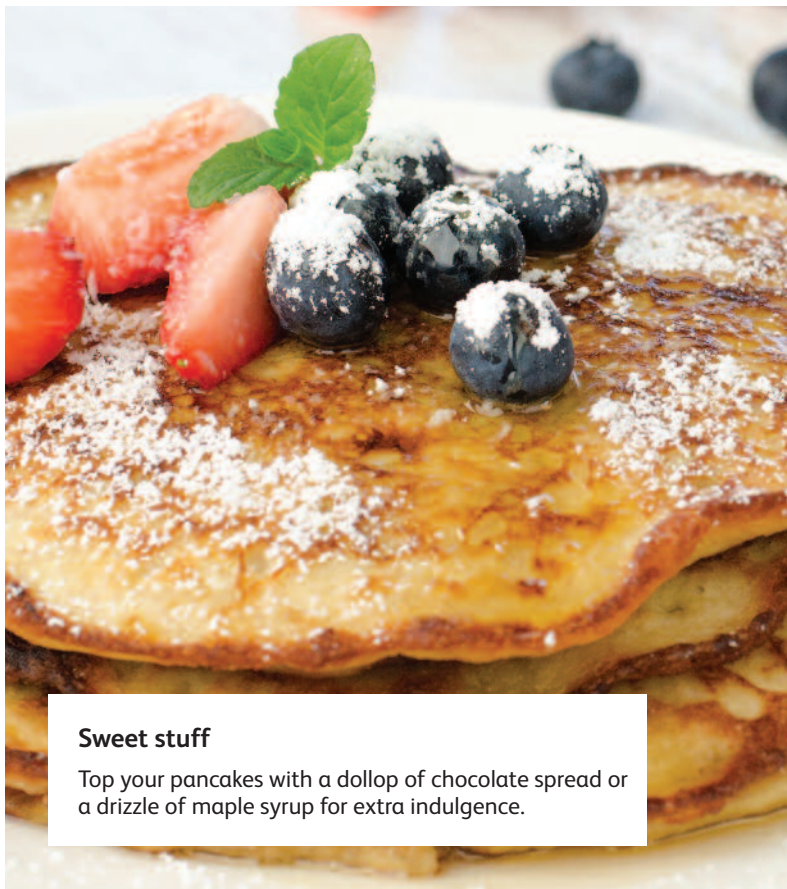 Sweet stuff
Top your pancakes with a dollop of chocolate spread or
a drizzle of maple syrup for extra indulgence.